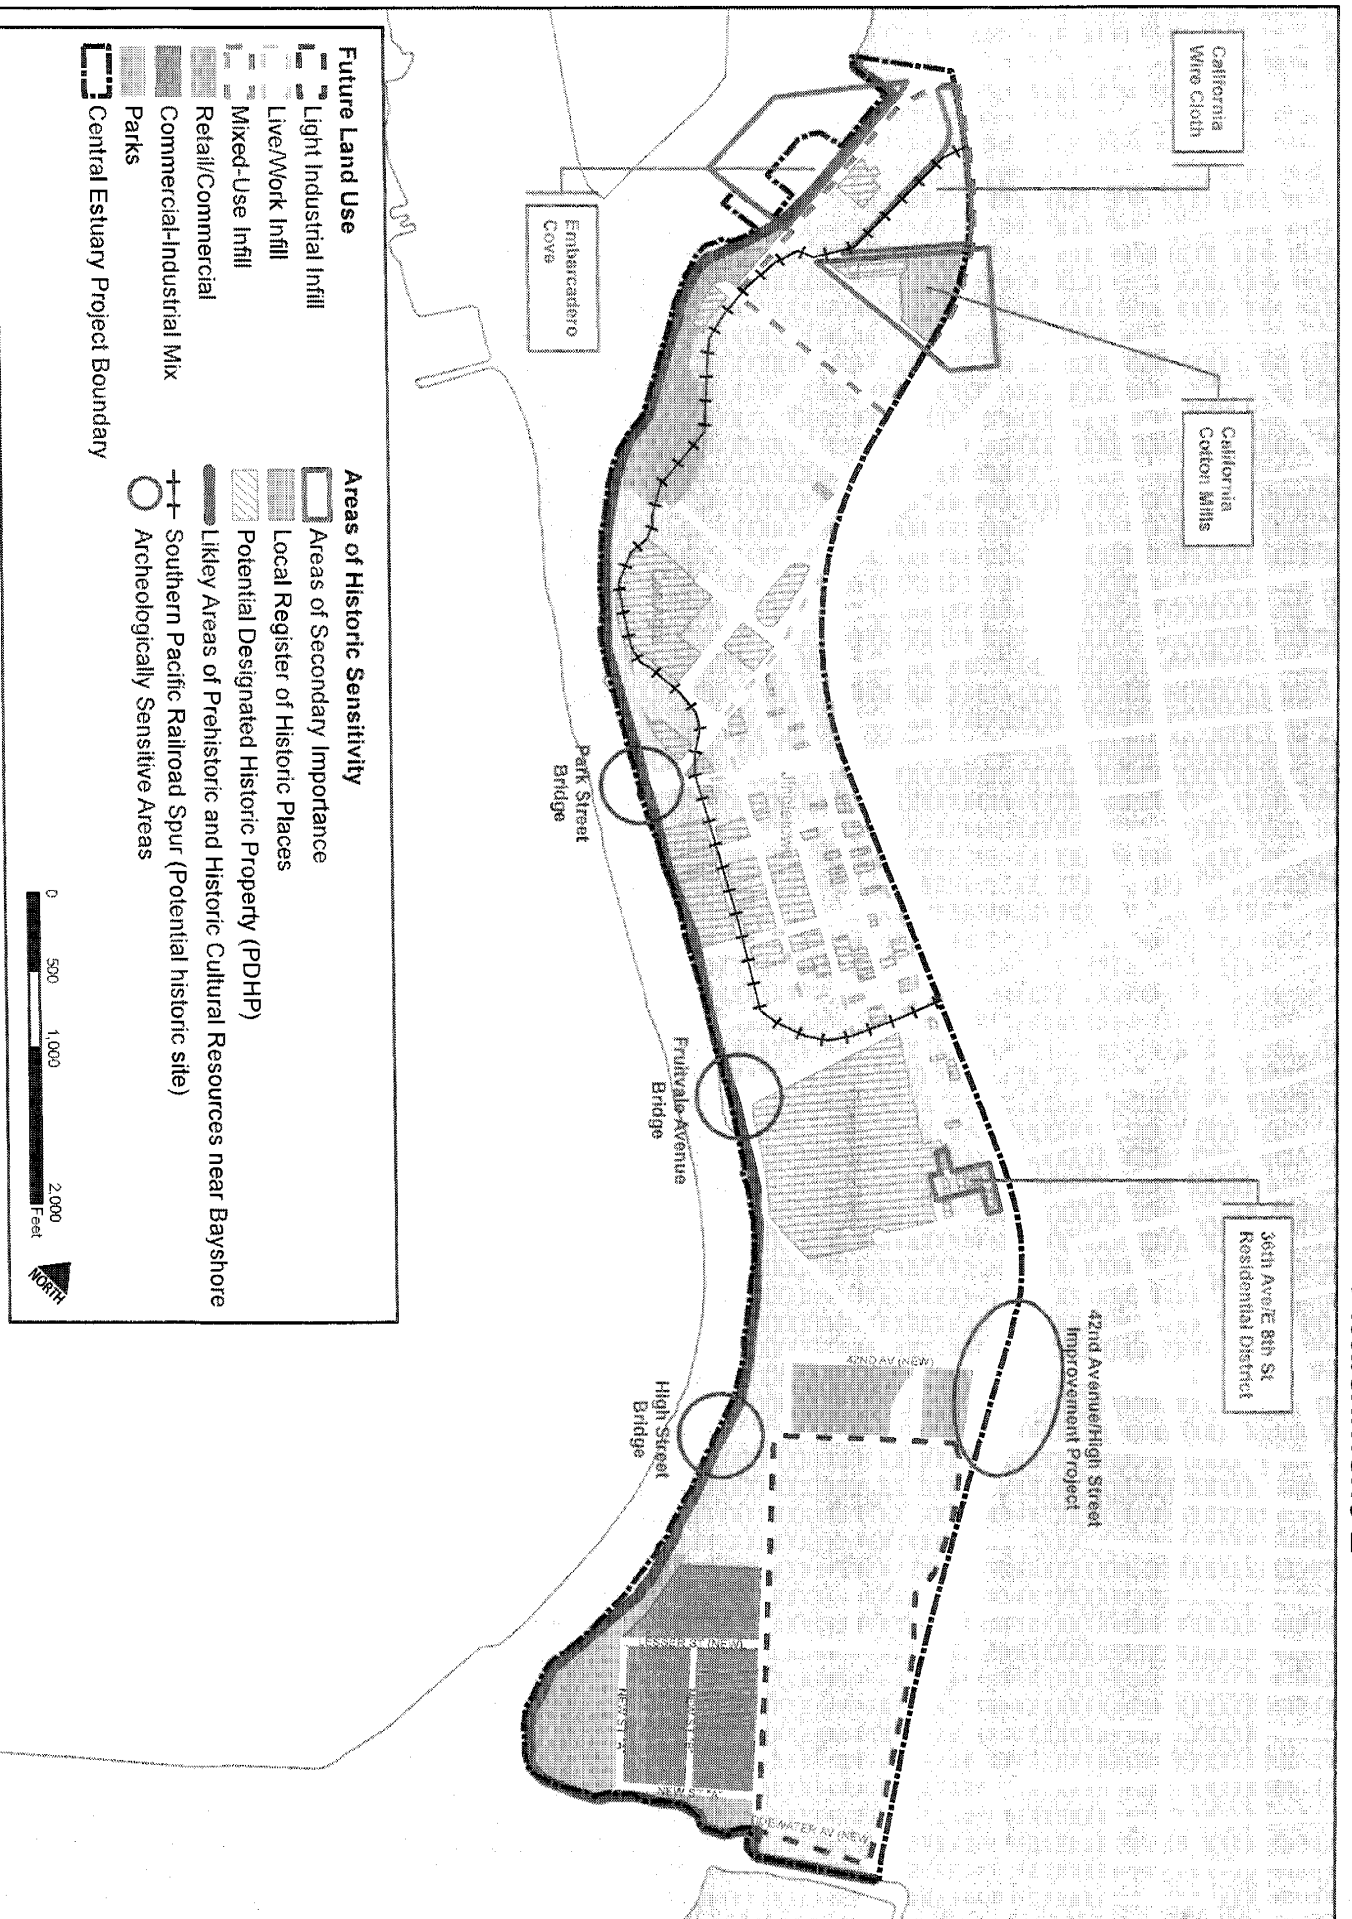 California
Wire Cloth
California
Cotton Mills
36th Ave/E 8th St
Residential District
42nd Avenue/High Street
Improvement Project
Embarcadero
Cove
Park Street
Bridge
Fruitvale Avenue
Bridge
High Street
Bridge
Jingletown
42ND AV (NEW)
LESSER ST (NEW)
Future Land Use
Light Industrial Infill
Live/Work Infill
Mixed-Use Infill
Retail/Commercial
Commercial-Industrial Mix
Parks
Central Estuary Project Boundary
Areas of Historic Sensitivity
Areas of Secondary Importance
Local Register of Historic Places
Potential Designated Historic Property (PDHP)
Likley Areas of Prehistoric and Historic Cultural Resources near Bayshore
Southern Pacific Railroad Spur (Potential historic site)
Archeologically Sensitive Areas
0 500 1,000 2,000
Feet
NORTH